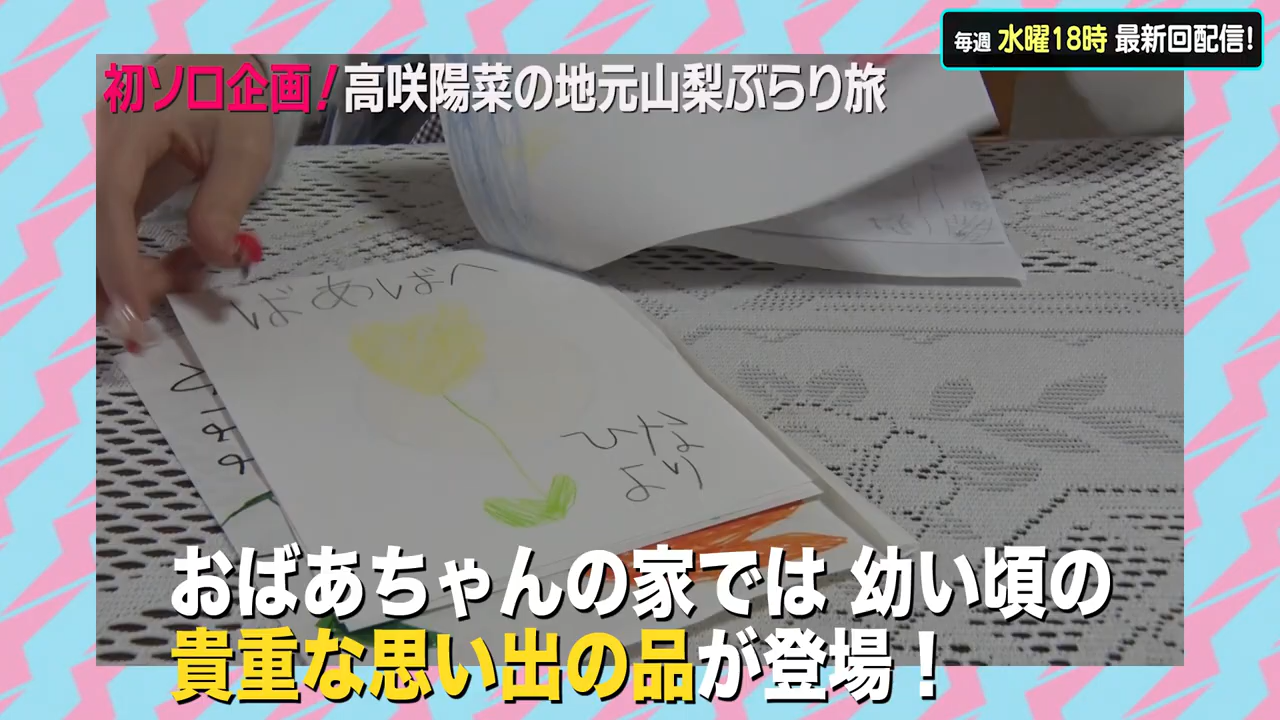 毎週 水曜18時 最新回配信!
初ソロ企画!高咲陽菜の地元山梨ぶらり旅
ばあばへ
ひな
より
おばあちゃんの家では 幼い頃の
貴重な思い出の品が登場!